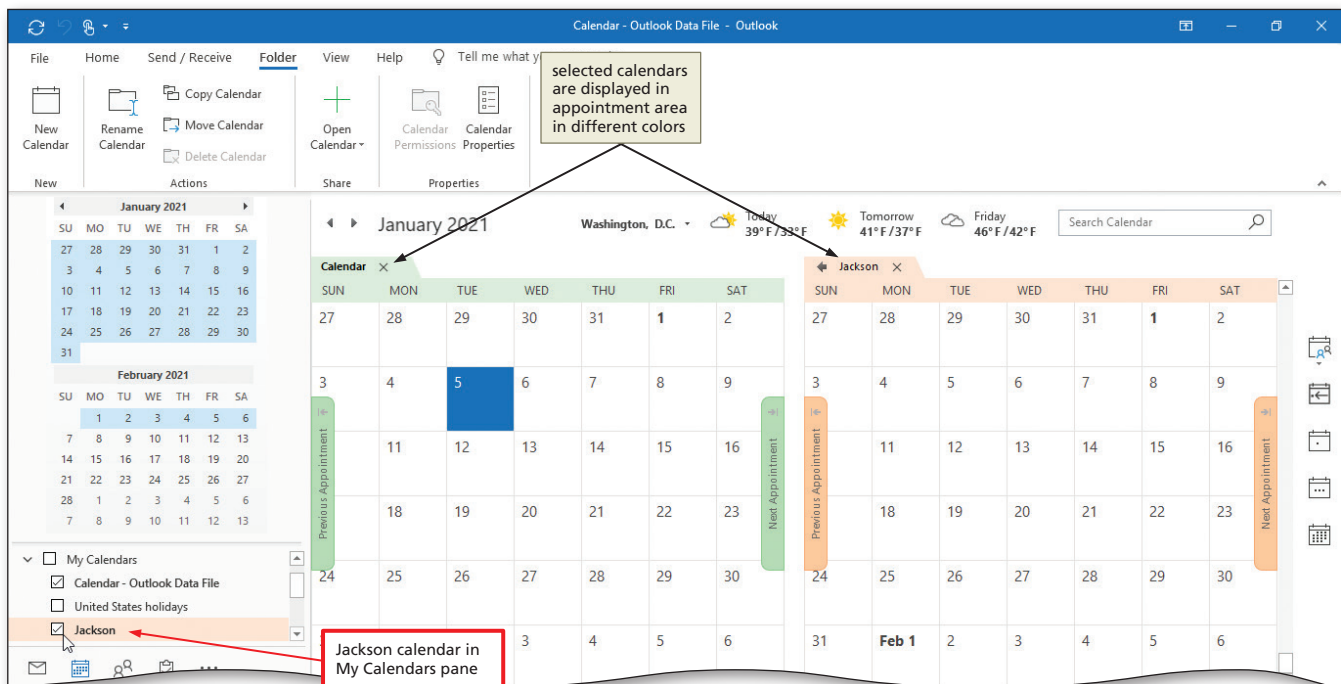 Calendar - Outlook Data File - Outlook
File Home Send / Receive Folder View Help Tell me what
selected calendars
are displayed in
appointment area
in different colors
New
Calendar
Rename
Calendar
Copy Calendar
Move Calendar
Delete Calendar
Open
Calendar
Calendar
Permissions
Calendar
Properties
New Actions Share Properties
January 2021
SU MO TU WE TH FR SA
27 28 29 30 31 1 2
3 4 5 6 7 8 9
10 11 12 13 14 15 16
17 18 19 20 21 22 23
24 25 26 27 28 29 30
31
February 2021
SU MO TU WE TH FR SA
1 2 3 4 5 6
7 8 9 10 11 12 13
14 15 16 17 18 19 20
21 22 23 24 25 26 27
28 1 2 3 4 5 6
7 8 9 10 11 12 13
My Calendars
Calendar - Outlook Data File
United States holidays
Jackson
January 2021
Washington, D.C.
Today
39°F/33°F
Tomorrow
41°F/37°F
Friday
46°F/42°F
Search Calendar
Calendar
SUN MON TUE WED THU FRI SAT
27 28 29 30 31 1 2
3 4 5 6 7 8 9
11 12 13 14 15 16
18 19 20 21 22 23
24 25 26 27 28 29 30
3 4 5 6
Previous Appointment
Next Appointment
Jackson
SUN MON TUE WED THU FRI SAT
27 28 29 30 31 1 2
3 4 5 6 7 8 9
11 12 13 14 15 16
18 19 20 21 22 23
24 25 26 27 28 29 30
31 Feb 1 2 3 4 5 6
Previous Appointment
Next Appointment
Jackson calendar in
My Calendars pane